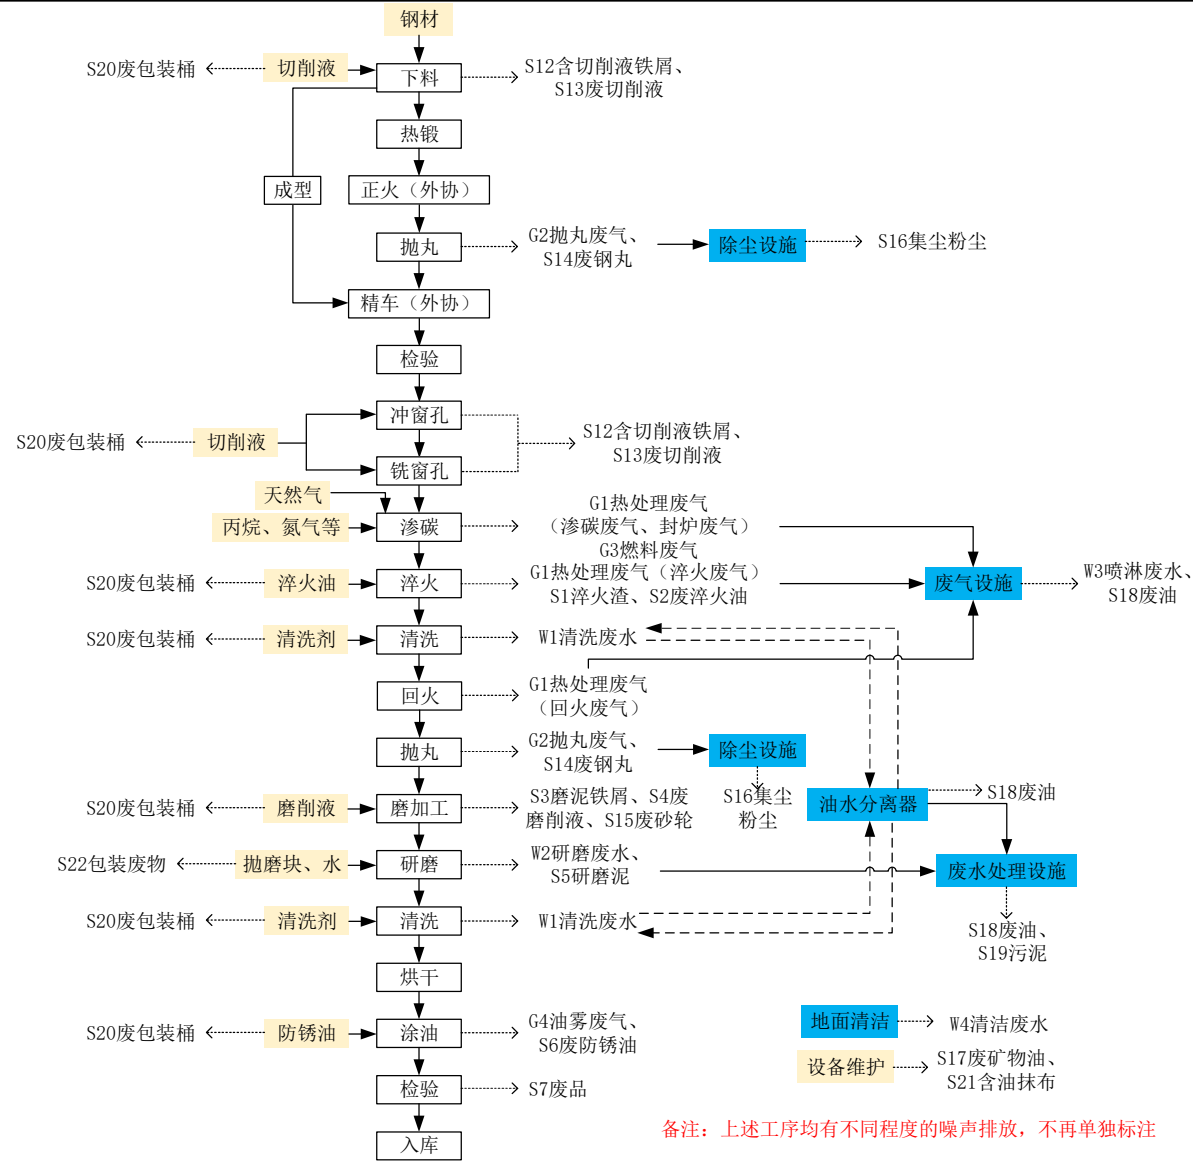 钢材
S20废包装桶
切削液
下料
S12含切削液铁屑、
S13废切削液
热锻
成型
正火（外协）
抛丸
G2抛丸废气、
S14废钢丸
除尘设施
S16集尘粉尘
精车（外协）
检验
冲窗孔
S20废包装桶
切削液
S12含切削液铁屑、
S13废切削液
铣窗孔
天然气
丙烷、氮气等
渗碳
G1热处理废气
（渗碳废气、封炉废气）
G3燃料废气
S20废包装桶
淬火油
淬火
G1热处理废气（淬火废气）
S1淬火渣、S2废淬火油
废气设施
W3喷淋废水、
S18废油
S20废包装桶
清洗剂
清洗
W1清洗废水
回火
G1热处理废气
（回火废气）
抛丸
G2抛丸废气、
S14废钢丸
除尘设施
S16集尘
粉尘
S20废包装桶
磨削液
磨加工
S3磨泥铁屑、S4废
磨削液、S15废砂轮
油水分离器
S18废油
S22包装废物
抛磨块、水
研磨
W2研磨废水、
S5研磨泥
废水处理设施
S18废油、
S19污泥
S20废包装桶
清洗剂
清洗
W1清洗废水
烘干
S20废包装桶
防锈油
涂油
G4油雾废气、
S6废防锈油
地面清洁
W4清洁废水
设备维护
S17废矿物油、
S21含油抹布
检验
S7废品
入库
备注：上述工序均有不同程度的噪声排放，不再单独标注